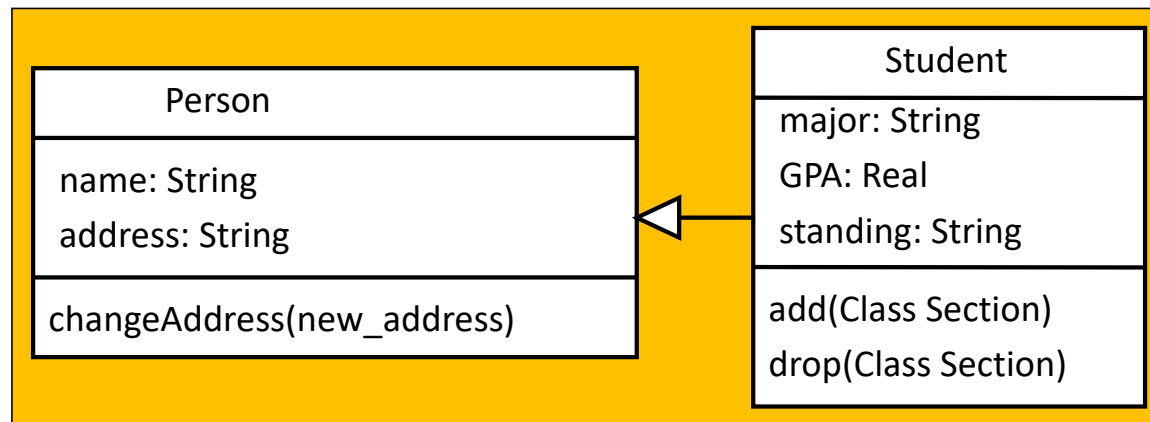 Person
name: String
address: String
changeAddress(new_address)
Student
major: String
GPA: Real
standing: String
add(Class Section)
drop(Class Section)